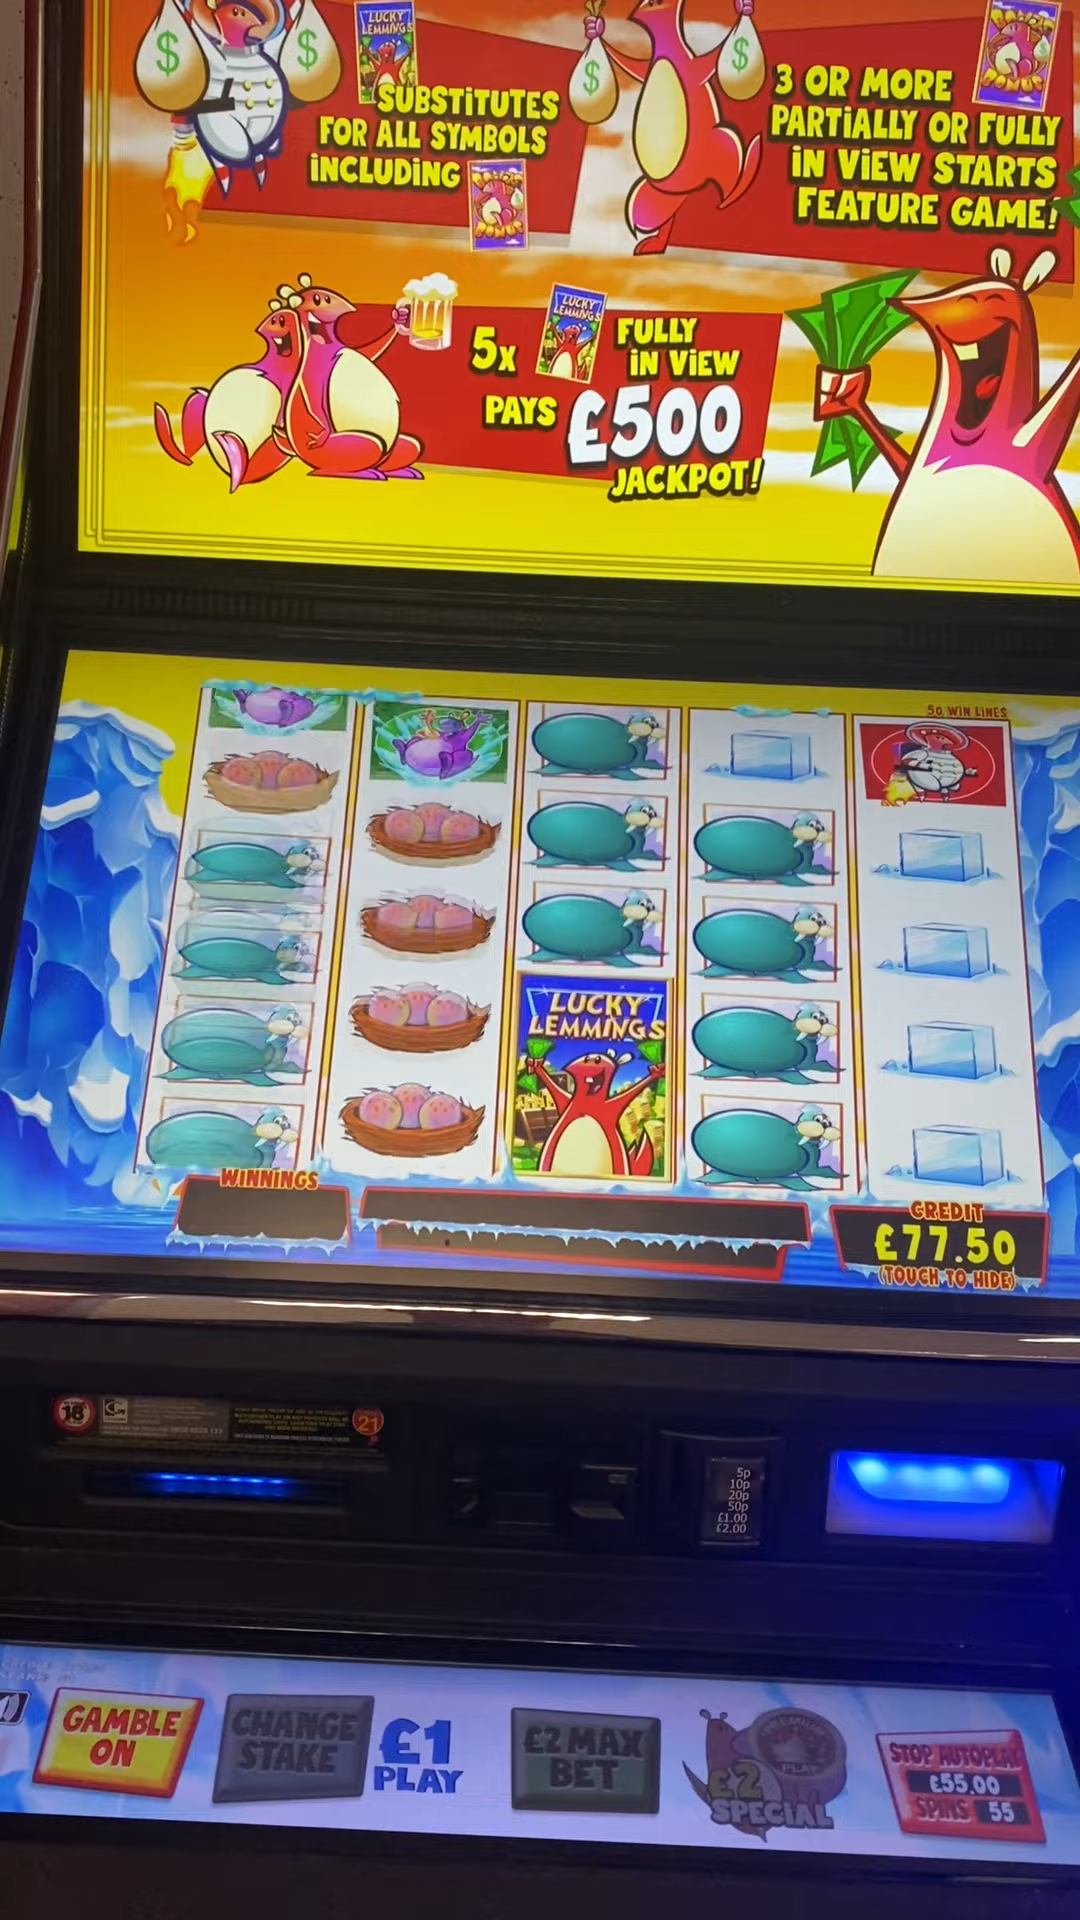 $ $
LUCKY
LEMMINGS
SUBSTITUTES
FOR ALL SYMBOLS
INCLUDING
BONUS
$ $
3 OR MORE
BONUS
PARTIALLY OR FULLY
IN VIEW STARTS
FEATURE GAME!
5x
LUCKY
LEMMINGS
FULLY
IN VIEW
PAYS £500
JACKPOT!
50 WIN LINES
LUCKY
LEMMINGS
WINNINGS
CREDIT
£77.50
(TOUCH TO HIDE)
18
21
5p
10p
20p
50p
£1.00
£2.00
GAMBLE
ON
CHANGE
STAKE
£1
PLAY
£2 MAX
BET
PREMIUM
PLAY
£2
SPECIAL
STOP AUTOPLAY
£55.00
SPINS 55